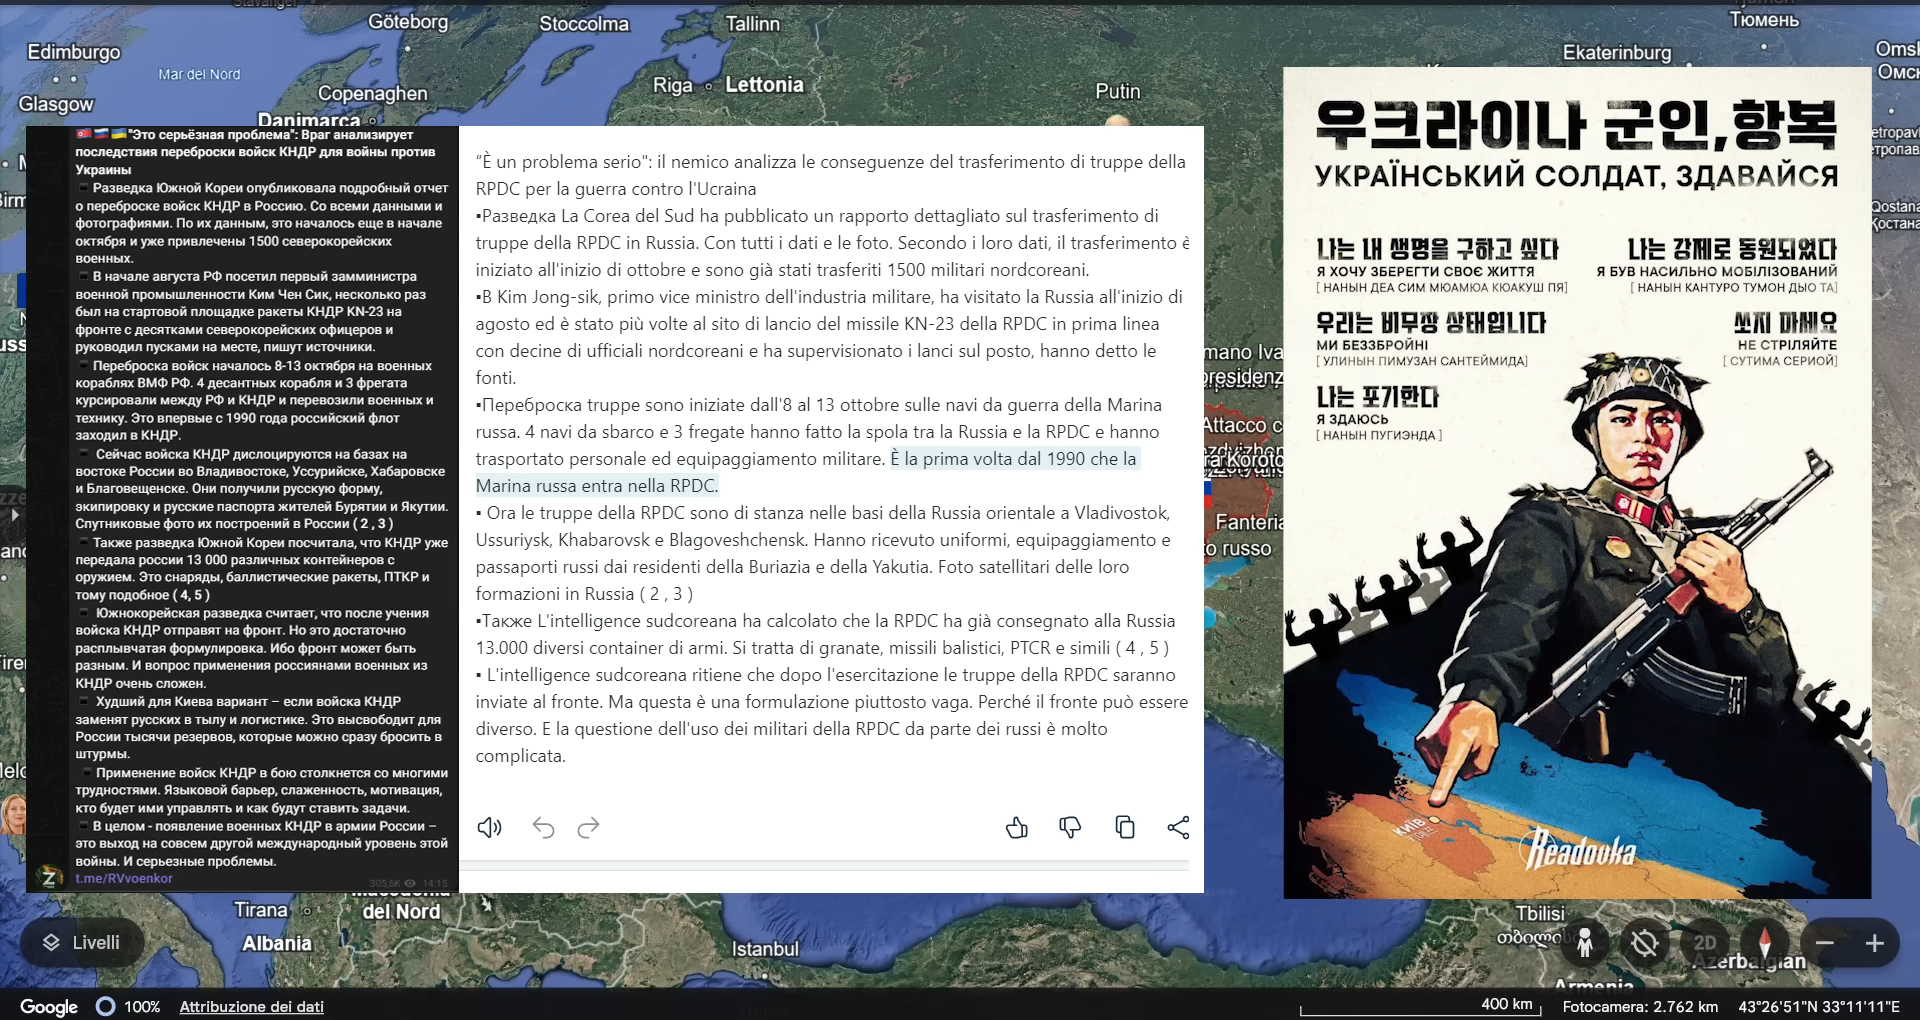 Göteborg
Stoccolma
Tallinn
Тюмень
Edimburgo
Ekaterinburg
Mar del Nord
Riga
Lettonia
Putin
Copenaghen
Glasgow
Danimarca
"Это серьёзная проблема": Враг анализирует
последствия переброски войск КНДР для войны против
Украины
Разведка Южной Кореи опубликовала подробный отчет
о переброске войск КНДР в Россию. Со всеми данными и
фотографиями. По их данным, это началось еще в начале
октября и уже привлечены 1500 северокорейских
военных.
В начале августа РФ посетил первый замминистра
военной промышленности Ким Чен Сик, несколько раз
был на стартовой площадке ракеты КНДР KN-23 на
фронте с десятками северокорейских офицеров и
руководил пусками на месте, пишут источники.
Переброска войск началось 8-13 октября на военных
кораблях ВМФ РФ. 4 десантных корабля и 3 фрегата
курсировали между РФ и КНДР и перевозили военных и
технику. Это впервые с 1990 года российский флот
заходил в КНДР.
Сейчас войска КНДР дислоцируются на базах на
востоке России во Владивостоке, Уссурийске, Хабаровске
и Благовещенске. Они получили русскую форму,
экипировку и русские паспорта жителей Бурятии и Якутии.
Спутниковые фото их построений в России ( 2 , 3 )
Также разведка Южной Кореи посчитала, что КНДР уже
передала россии 13 000 различных контейнеров с
оружием. Это снаряды, баллистические ракеты, ПТКР и
тому подобное ( 4, 5 )
Южнокорейская разведка считает, что после учения
войска КНДР отправят на фронт. Но это достаточно
расплывчатая формулировка. Ибо фронт может быть
разным. И вопрос применения россиянами военных из
КНДР очень сложен.
Худший для Киева вариант – если войска КНДР
заменят русских в тылу и логистике. Это высвободит для
России тысячи резервов, которые можно сразу бросить в
штурмы.
Применение войск КНДР в бою столкнется со многими
трудностями. Языковой барьер, слаженность, мотивация,
кто будет ими управлять и как будут ставить задачи.
В целом - появление военных КНДР в армии России –
это выход на совсем другой международный уровень этой
войны. И серьезные проблемы.
t.me/RVvoenkor
305,6K 14:15
"È un problema serio": il nemico analizza le conseguenze del trasferimento di truppe della
RPDC per la guerra contro l'Ucraina
▪Разведка La Corea del Sud ha pubblicato un rapporto dettagliato sul trasferimento di
truppe della RPDC in Russia. Con tutti i dati e le foto. Secondo i loro dati, il trasferimento è
iniziato all'inizio di ottobre e sono già stati trasferiti 1500 militari nordcoreani.
▪В Kim Jong-sik, primo vice ministro dell'industria militare, ha visitato la Russia all'inizio di
agosto ed è stato più volte al sito di lancio del missile KN-23 della RPDC in prima linea
con decine di ufficiali nordcoreani e ha supervisionato i lanci sul posto, hanno detto le
fonti.
▪Переброска truppe sono iniziate dall'8 al 13 ottobre sulle navi da guerra della Marina
russa. 4 navi da sbarco e 3 fregate hanno fatto la spola tra la Russia e la RPDC e hanno
trasportato personale ed equipaggiamento militare. È la prima volta dal 1990 che la
Marina russa entra nella RPDC.
▪ Ora le truppe della RPDC sono di stanza nelle basi della Russia orientale a Vladivostok,
Ussuriysk, Khabarovsk e Blagoveshchensk. Hanno ricevuto uniformi, equipaggiamento e
passaporti russi dai residenti della Buriazia e della Yakutia. Foto satellitari delle loro
formazioni in Russia ( 2 , 3 )
▪Также L'intelligence sudcoreana ha calcolato che la RPDC ha già consegnato alla Russia
13.000 diversi container di armi. Si tratta di granate, missili balistici, PTCR e simili ( 4 , 5 )
▪ L'intelligence sudcoreana ritiene che dopo l'esercitazione le truppe della RPDC saranno
inviate al fronte. Ma questa è una formulazione piuttosto vaga. Perché il fronte può essere
diverso. E la questione dell'uso dei militari della RPDC da parte dei russi è molto
complicata.
우크라이나 군인,항복
УКРАЇНСЬКИЙ СОЛДАТ, ЗДАВАЙСЯ
나는 내 생명을 구하고 싶다
Я ХОЧУ ЗБЕРЕГТИ СВОЄ ЖИТТЯ
[ НАНЫН ДЕА СИМ МЮАМЮА КЮАКУШ ПЯ]
나는 강제로 동원되었다
Я БУВ НАСИЛЬНО МОБІЛІЗОВАНИЙ
[ НАНЫН КАНТУРО ТУМОН ДЫО ТА]
우리는 비무장 상태입니다
МИ БЕЗЗБРОЙНІ
[ УЛИНЫН ПИМУЗАН САНТЕЙМИДА]
쏘지 마세요
НЕ СТРІЛЯЙТЕ
[ СУТИМА СЕРИОЙ]
나는 포기한다
Я ЗДАЮСЬ
[ НАНЫН ПУГИЭНДА ]
КИЇВ
Readovka
Attacco c
Fanteria
o russo
Tirana
Albania
del Nord
Istanbul
Tbilisi
Azerbaigian
Armenia
Livelli
2D
Google
100%
Attribuzione dei dati
400 km
Fotocamera: 2.762 km
43°26'51"N 33°11'11"E